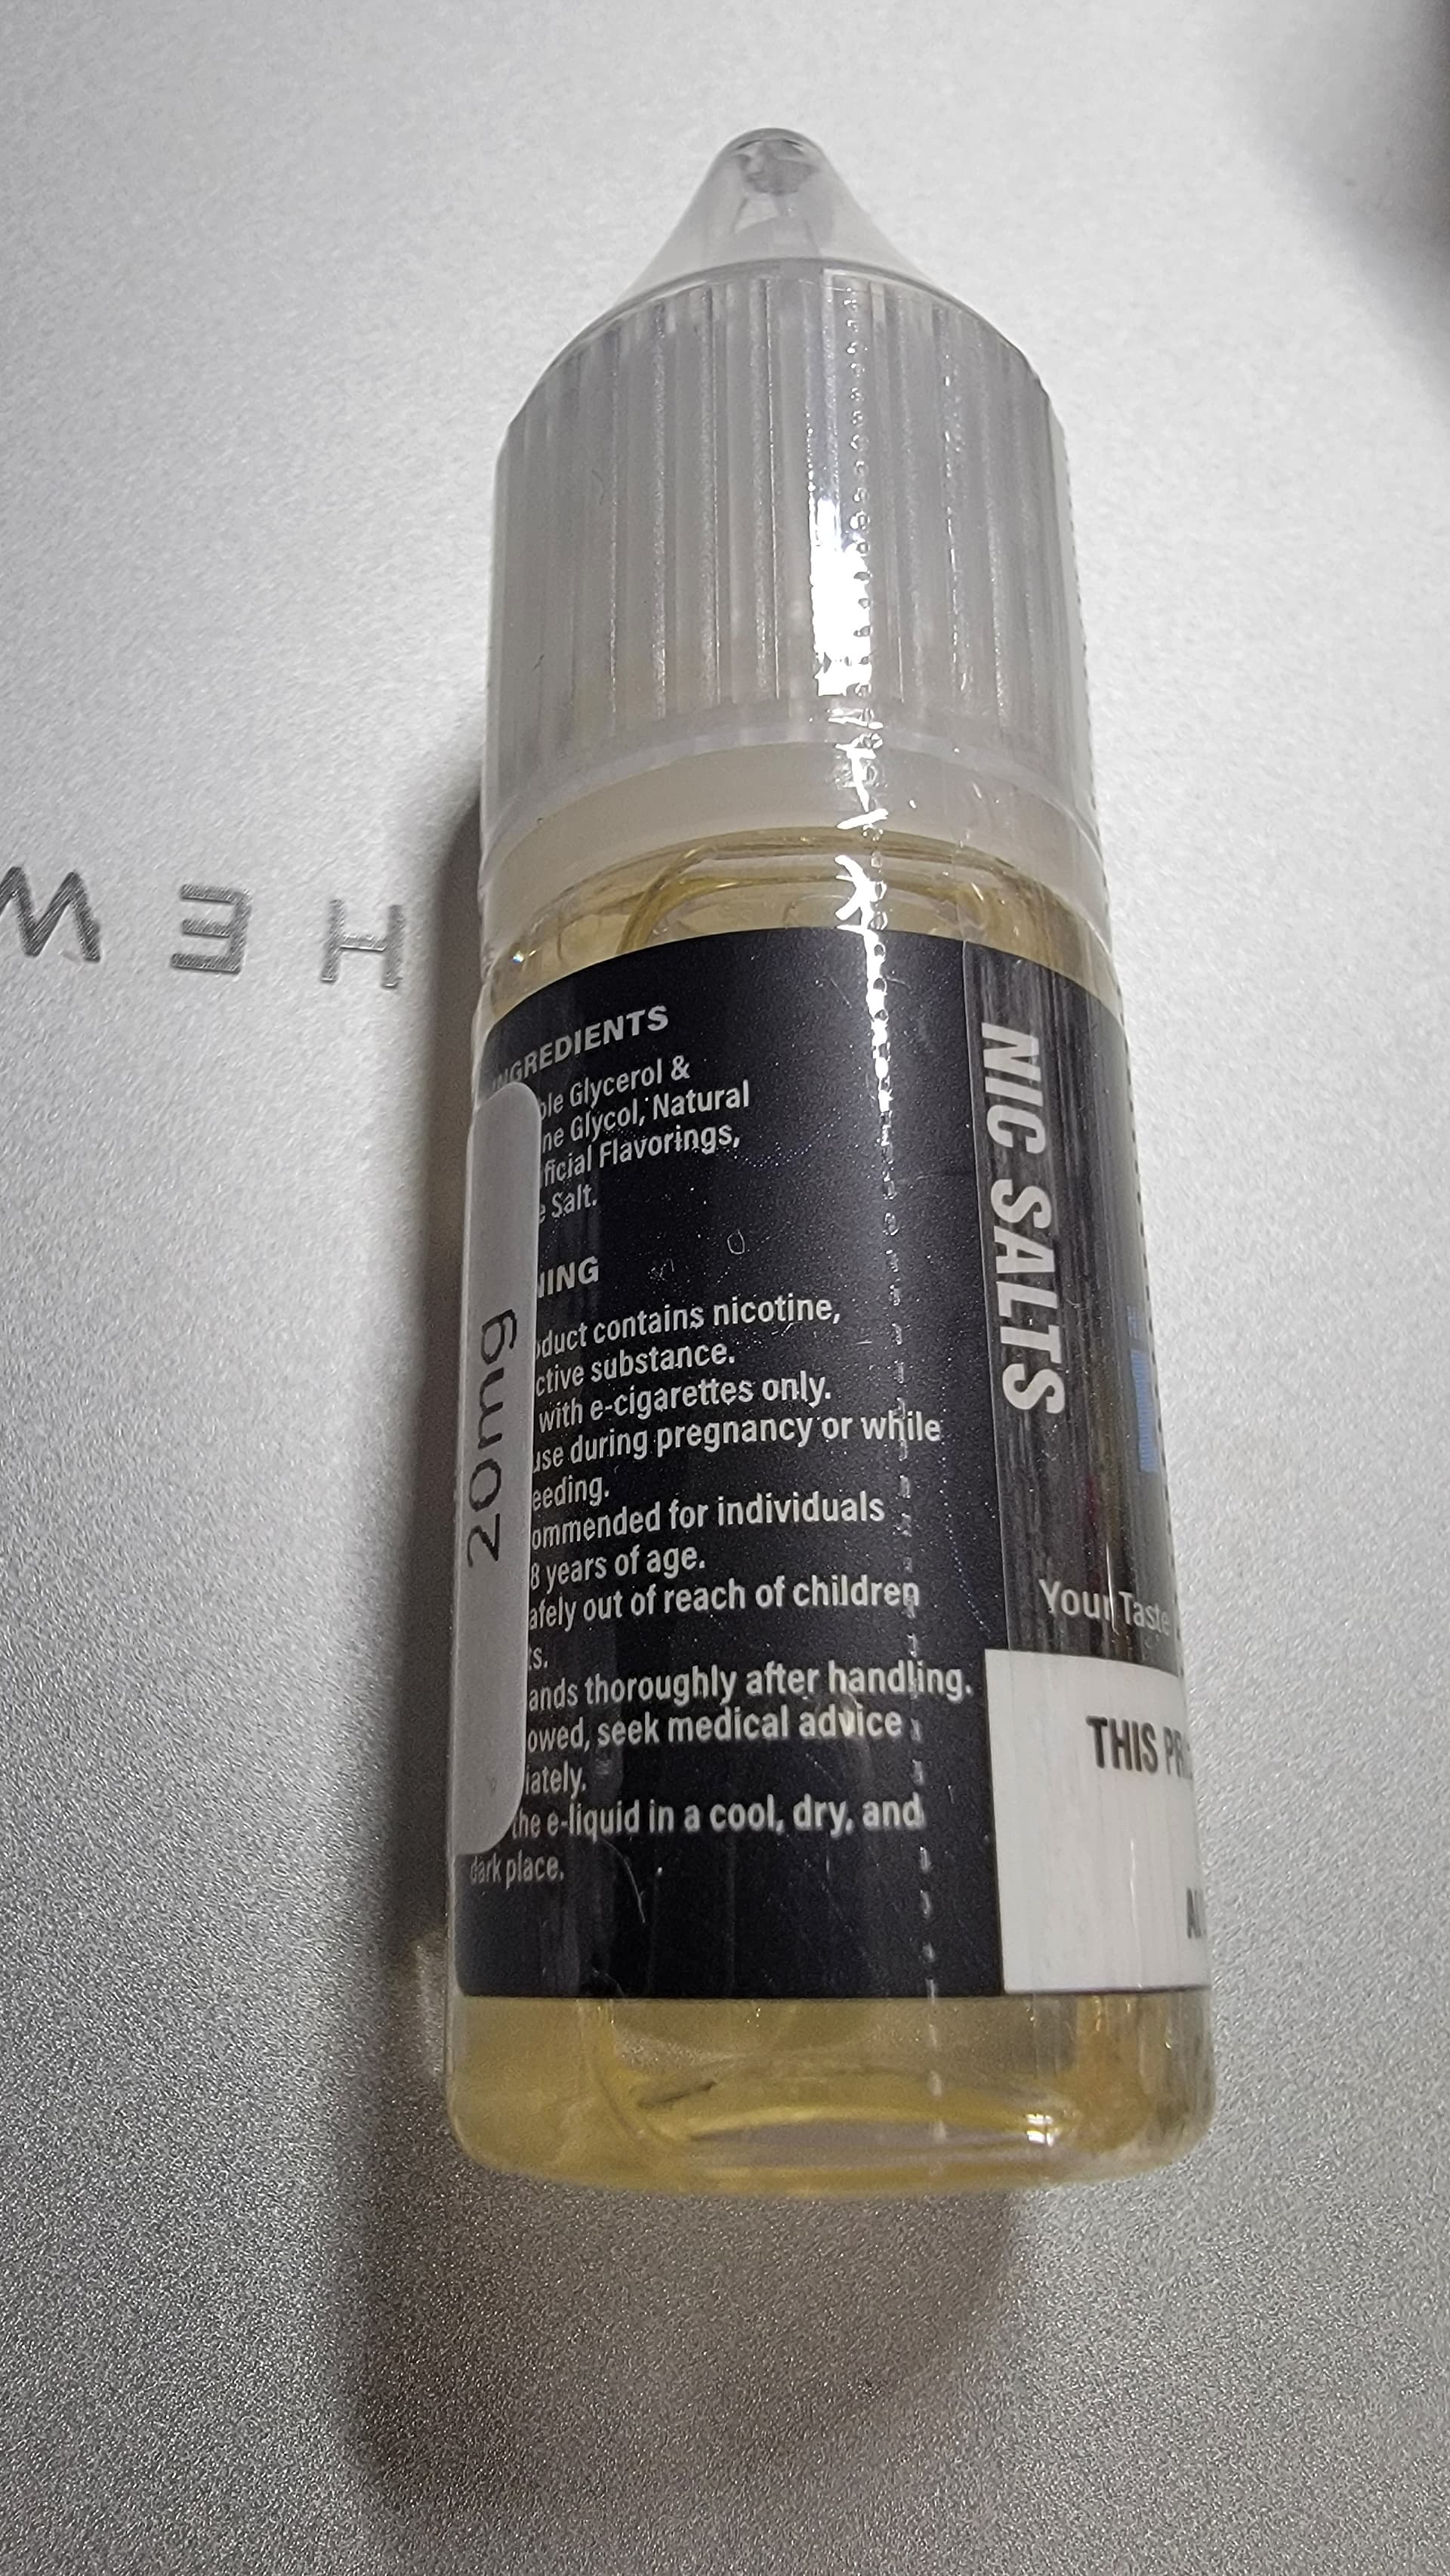 INGREDIENTS
ble Glycerol &
ne Glycol, Natural
ficial Flavorings,
e Salt.
NING
oduct contains nicotine,
ctive substance.
with e-cigarettes only.
use during pregnancy or while
eeding.
ommended for individuals
8 years of age.
afely out of reach of children
s.
ands thoroughly after handling.
owed, seek medical advice
iately.
the e-liquid in a cool, dry, and
dark place.
20mg
NIC SALTS
Your Taste
THIS
HEW